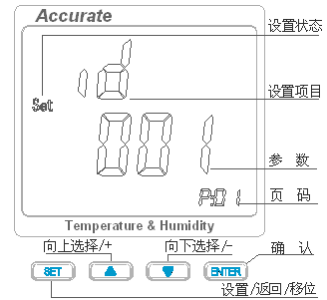 Accurate
设置状态
id
Set
设置项目
001
参 数
P:01
页 码
Temperature & Humidity
向上选择/+
向下选择/-
确 认
SET
ENTER
设置/返回/移位